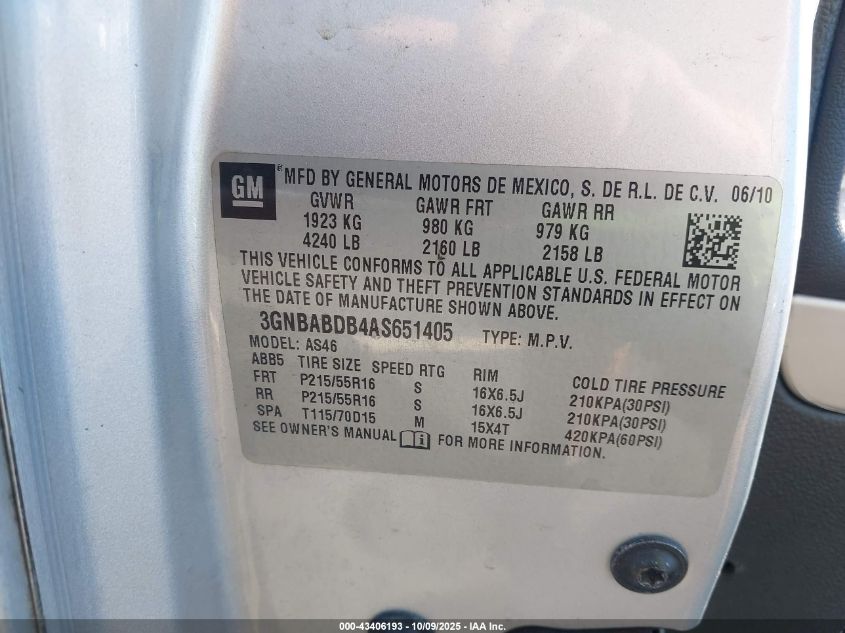 GM
® MFD BY GENERAL MOTORS DE MEXICO, S. DE R.L. DE C.V. 06/10
GVWR GAWR FRT GAWR RR
1923 KG 980 KG 979 KG
4240 LB 2160 LB 2158 LB
THIS VEHICLE CONFORMS TO ALL APPLICABLE U.S. FEDERAL MOTOR
VEHICLE SAFETY AND THEFT PREVENTION STANDARDS IN EFFECT ON
THE DATE OF MANUFACTURE SHOWN ABOVE.
3GNBABDB4AS651405 TYPE: M.P.V.
MODEL: AS46
ABB5 TIRE SIZE SPEED RTG RIM COLD TIRE PRESSURE
FRT P215/55R16 S 16X6.5J 210KPA(30PSI)
RR P215/55R16 S 16X6.5J 210KPA(30PSI)
SPA T115/70D15 M 15X4T 420KPA(60PSI)
SEE OWNER'S MANUAL i FOR MORE INFORMATION.
000-43406193 - 10/09/2025 - IAA Inc.